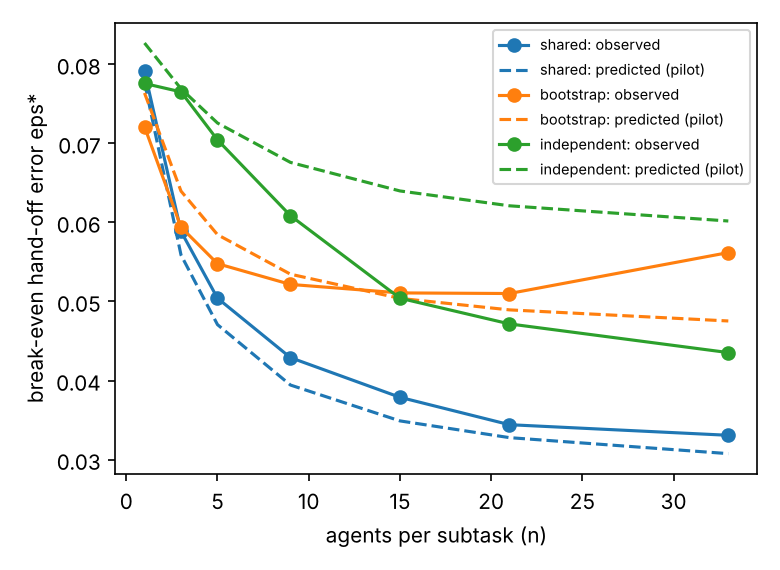 shared: observed
shared: predicted (pilot)
bootstrap: observed
bootstrap: predicted (pilot)
independent: observed
independent: predicted (pilot)
break-even hand-off error eps*
0.08
0.07
0.06
0.05
0.04
0.03
0 5 10 15 20 25 30
agents per subtask (n)